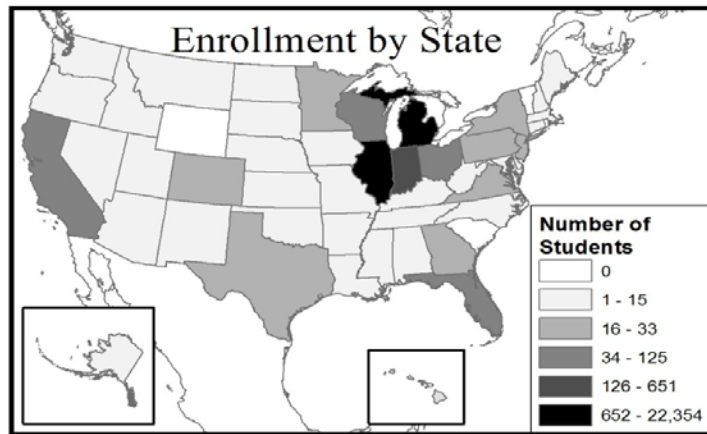 Enrollment by State
Number of
Students
0
1 - 15
16 - 33
34 - 125
126 - 651
652 - 22,354